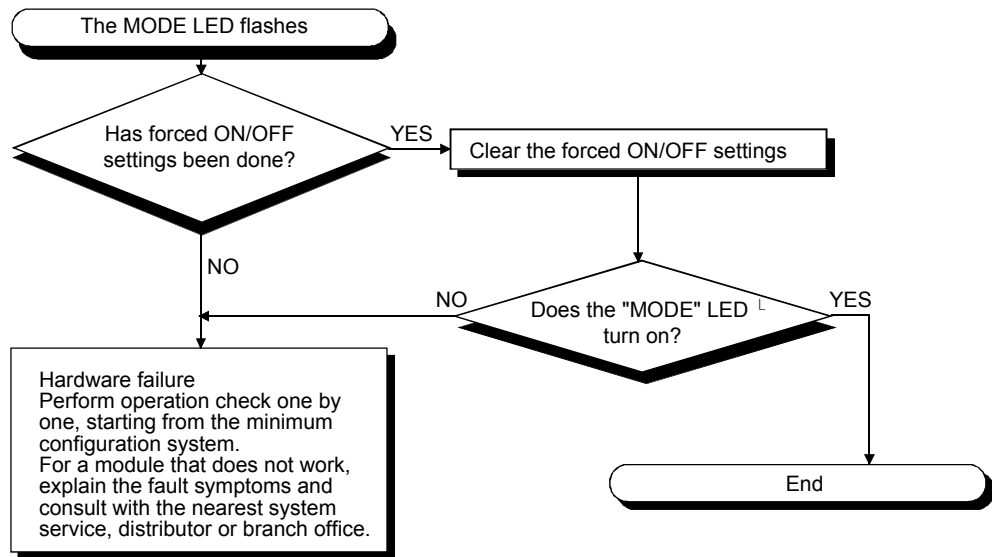 The MODE LED flashes
Has forced ON/OFF
settings been done?
YES
Clear the forced ON/OFF settings
NO
NO
Does the "MODE" LED └
turn on?
YES
Hardware failure
Perform operation check one by
one, starting from the minimum
configuration system.
For a module that does not work,
explain the fault symptoms and
consult with the nearest system
service, distributor or branch office.
End